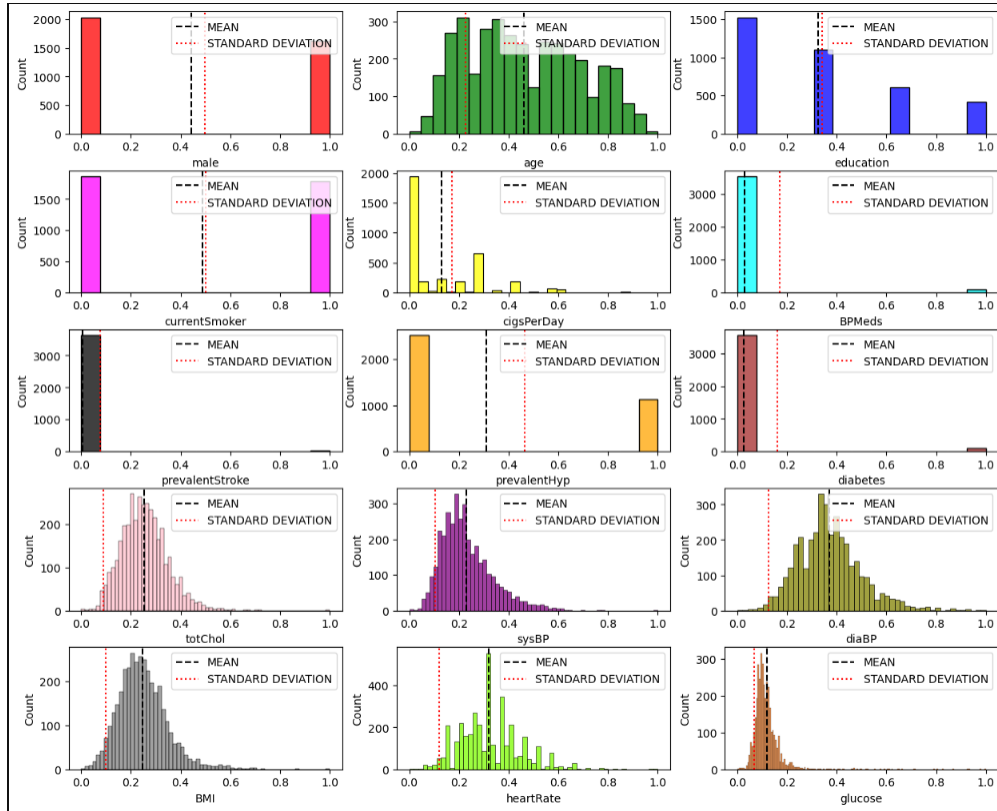 Count
2000
1500
1000
500
0
MEAN
STANDARD DEVIATION
0.0 0.2 0.4 0.6 0.8 1.0
male
Count
300
200
100
0
MEAN
STANDARD DEVIATION
0.0 0.2 0.4 0.6 0.8 1.0
age
Count
1500
1000
500
0
MEAN
STANDARD DEVIATION
0.0 0.2 0.4 0.6 0.8 1.0
education
Count
1500
1000
500
0
MEAN
STANDARD DEVIATION
0.0 0.2 0.4 0.6 0.8 1.0
currentSmoker
Count
2000
1500
1000
500
0
MEAN
STANDARD DEVIATION
0.0 0.2 0.4 0.6 0.8 1.0
cigsPerDay
Count
3000
2000
1000
0
MEAN
STANDARD DEVIATION
0.0 0.2 0.4 0.6 0.8 1.0
BPMeds
Count
3000
2000
1000
0
MEAN
STANDARD DEVIATION
0.0 0.2 0.4 0.6 0.8 1.0
prevalentStroke
Count
2000
1000
0
MEAN
STANDARD DEVIATION
0.0 0.2 0.4 0.6 0.8 1.0
prevalentHyp
Count
3000
2000
1000
0
MEAN
STANDARD DEVIATION
0.0 0.2 0.4 0.6 0.8 1.0
diabetes
Count
200
100
0
MEAN
STANDARD DEVIATION
0.0 0.2 0.4 0.6 0.8 1.0
totChol
Count
300
200
100
0
MEAN
STANDARD DEVIATION
0.0 0.2 0.4 0.6 0.8 1.0
sysBP
Count
300
200
100
0
MEAN
STANDARD DEVIATION
0.0 0.2 0.4 0.6 0.8 1.0
diaBP
Count
200
100
0
MEAN
STANDARD DEVIATION
0.0 0.2 0.4 0.6 0.8 1.0
BMI
Count
400
200
0
MEAN
STANDARD DEVIATION
0.0 0.2 0.4 0.6 0.8 1.0
heartRate
Count
300
200
100
0
MEAN
STANDARD DEVIATION
0.0 0.2 0.4 0.6 0.8 1.0
glucose